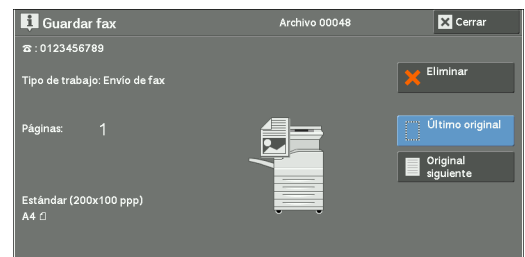 Guardar fax
Archivo 00048
Cerrar
: 0123456789
Tipo de trabajo: Envío de fax
Eliminar
Páginas: 1
Último original
Original
siguiente
Estándar (200x100 ppp)
A4